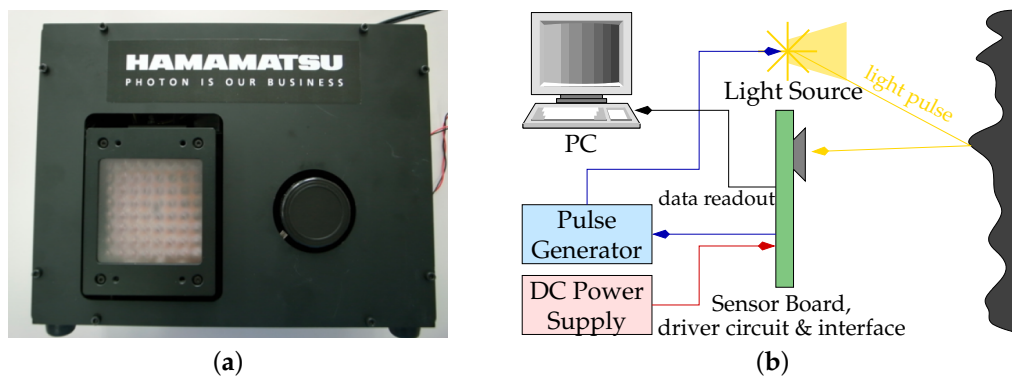 HAMAMATSU
PHOTON IS OUR BUSINESS
(a)
PC
Light Source
light pulse
data readout
Pulse
Generator
DC Power
Supply
Sensor Board,
driver circuit & interface
(b)